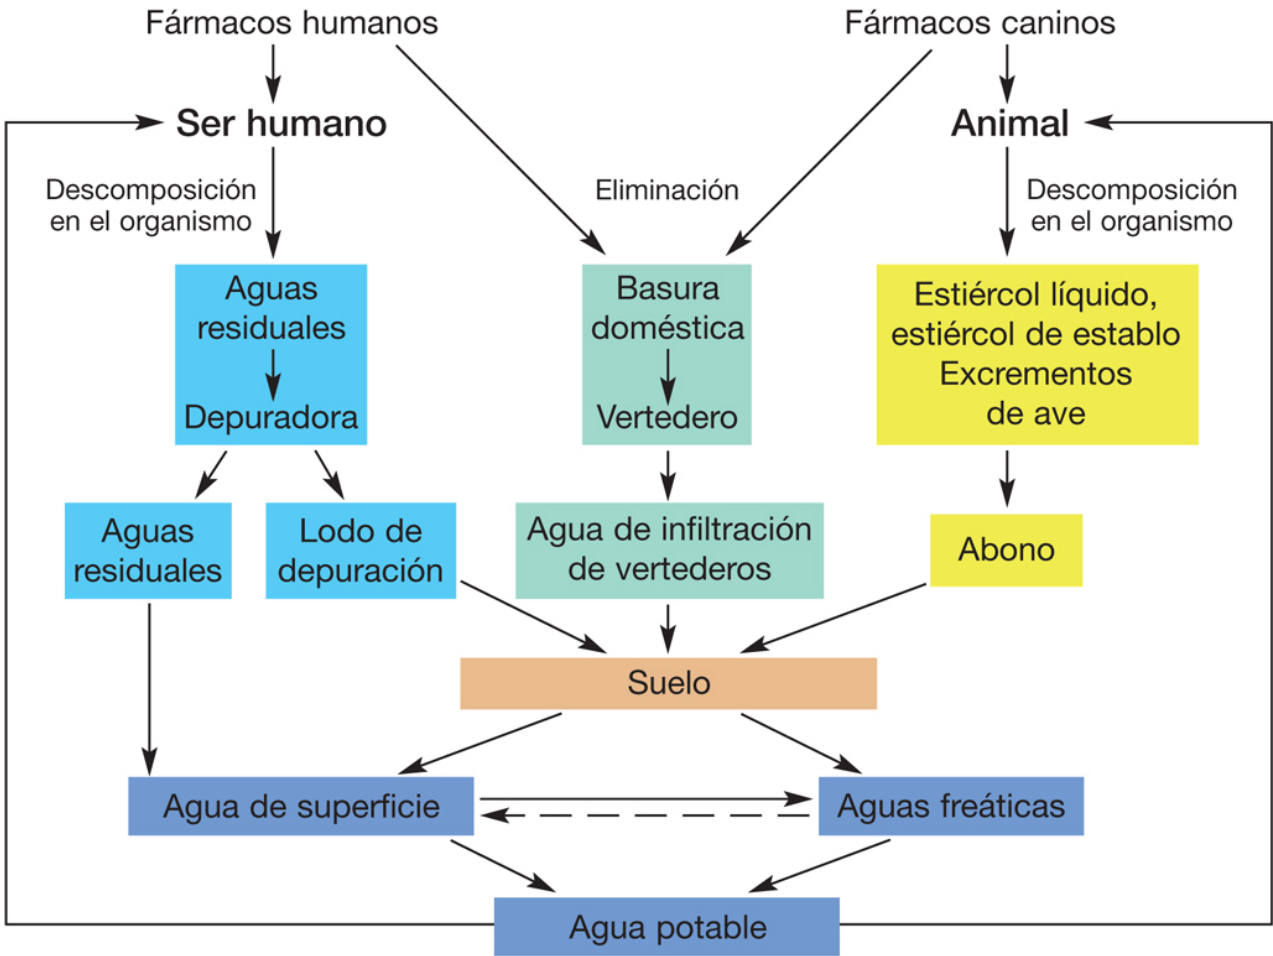 Fármacos humanos
Fármacos caninos
Ser humano
Animal
Descomposición
en el organismo
Eliminación
Descomposición
en el organismo
Aguas
residuales
Depuradora
Basura
doméstica
Vertedero
Estiércol líquido,
estiércol de establo
Excrementos
de ave
Aguas
residuales
Lodo de
depuración
Agua de infiltración
de vertederos
Abono
Suelo
Agua de superficie
Aguas freáticas
Agua potable